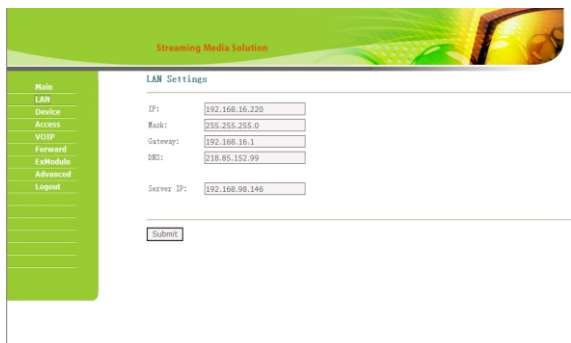 Streaming Media Solution
Main
LAN
Device
Access
VOIP
Forward
ExModule
Advanced
Logout
LAN Settings
IP: 192.168.16.220
Mask: 255.255.255.0
Gateway: 192.168.16.1
DNS: 218.85.152.99
Server IP: 192.168.98.146
Submit